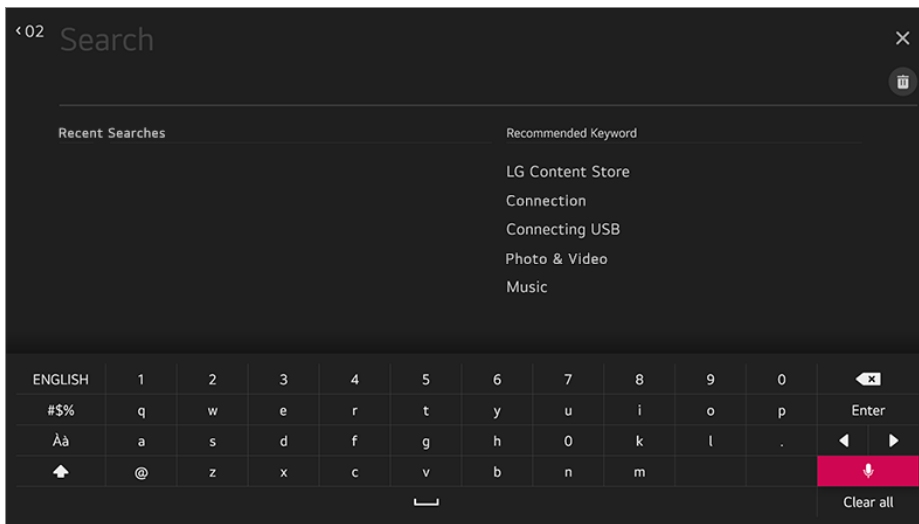 02 Search
Recent Searches
Recommended Keyword
LG Content Store
Connection
Connecting USB
Photo & Video
Music
ENGLISH 1 2 3 4 5 6 7 8 9 0
#$% q w e r t y u i o p Enter
Àà a s d f g h 0 k l .
@ z x c v b n m
Clear all